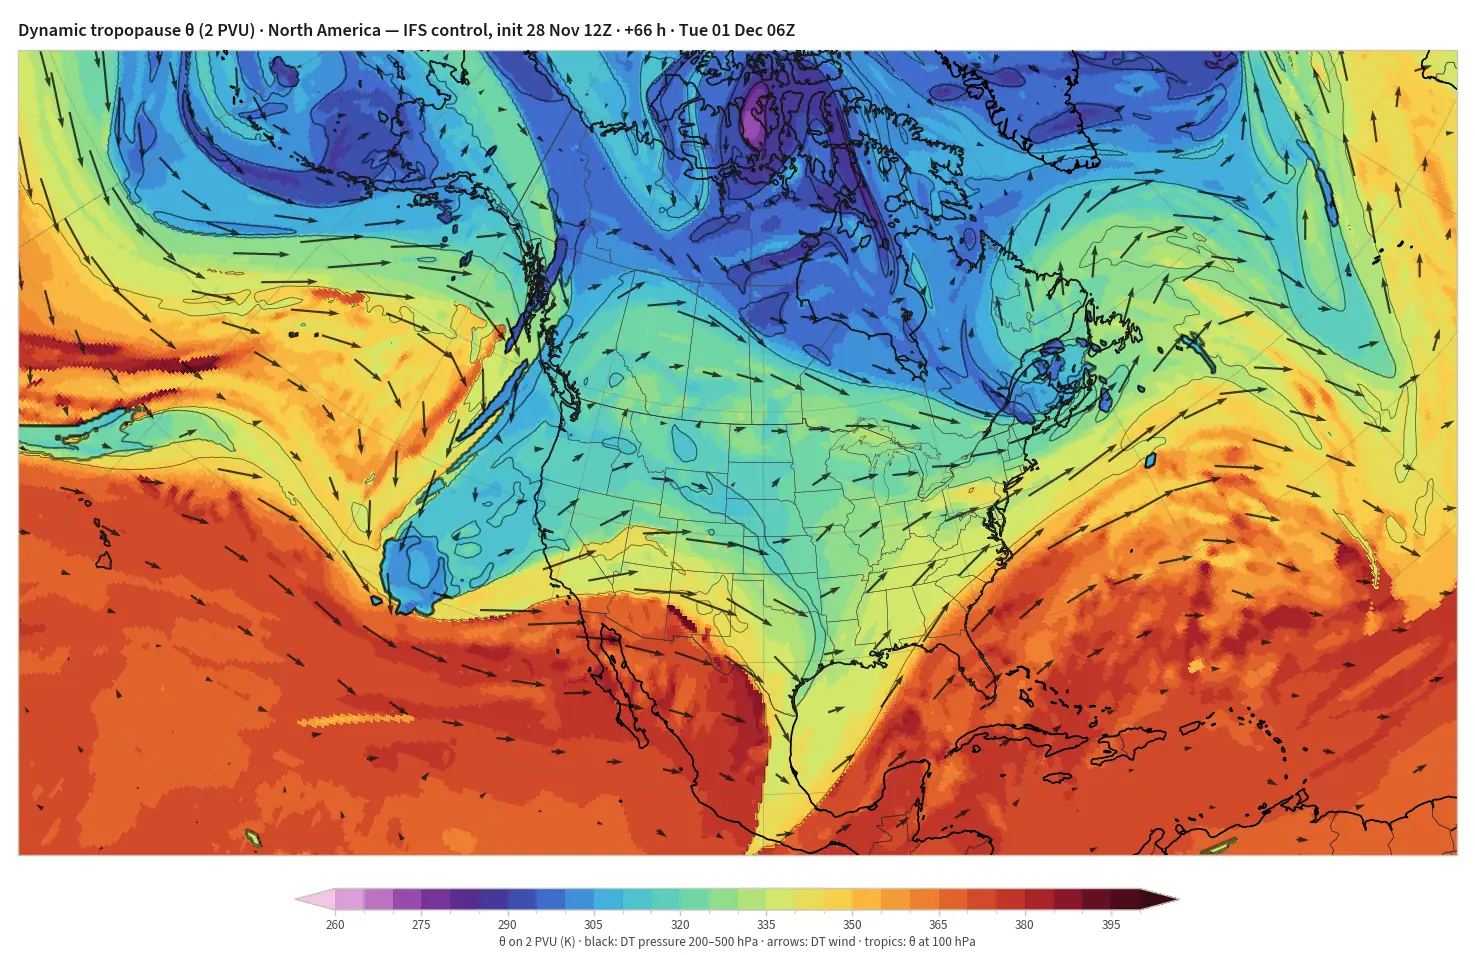 Dynamic tropopause θ (2 PVU) · North America — IFS control, init 28 Nov 12Z · +66 h · Tue 01 Dec 06Z
260 275 290 305 320 335 350 365 380 395
θ on 2 PVU (K) · black: DT pressure 200–500 hPa · arrows: DT wind · tropics: θ at 100 hPa